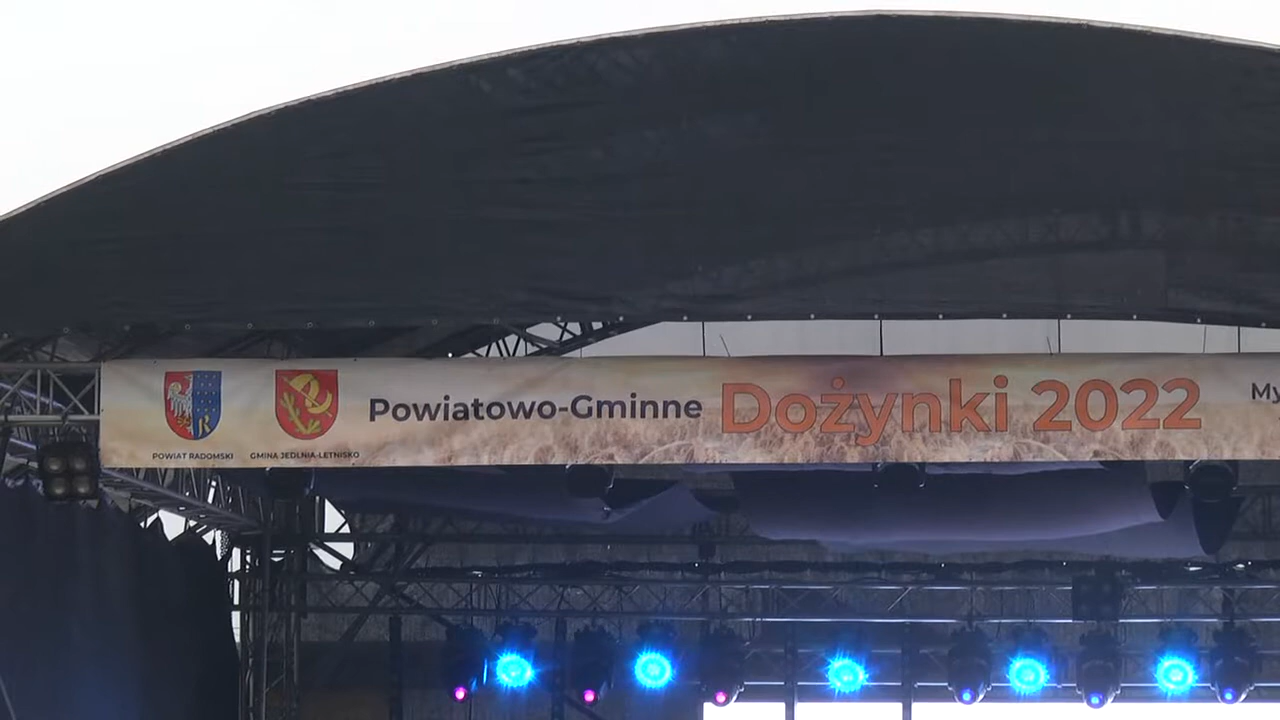 POWIAT RADOMSKI
GMINA JEDLNIA-LETNISKO
Powiatowo-Gminne Dożynki 2022